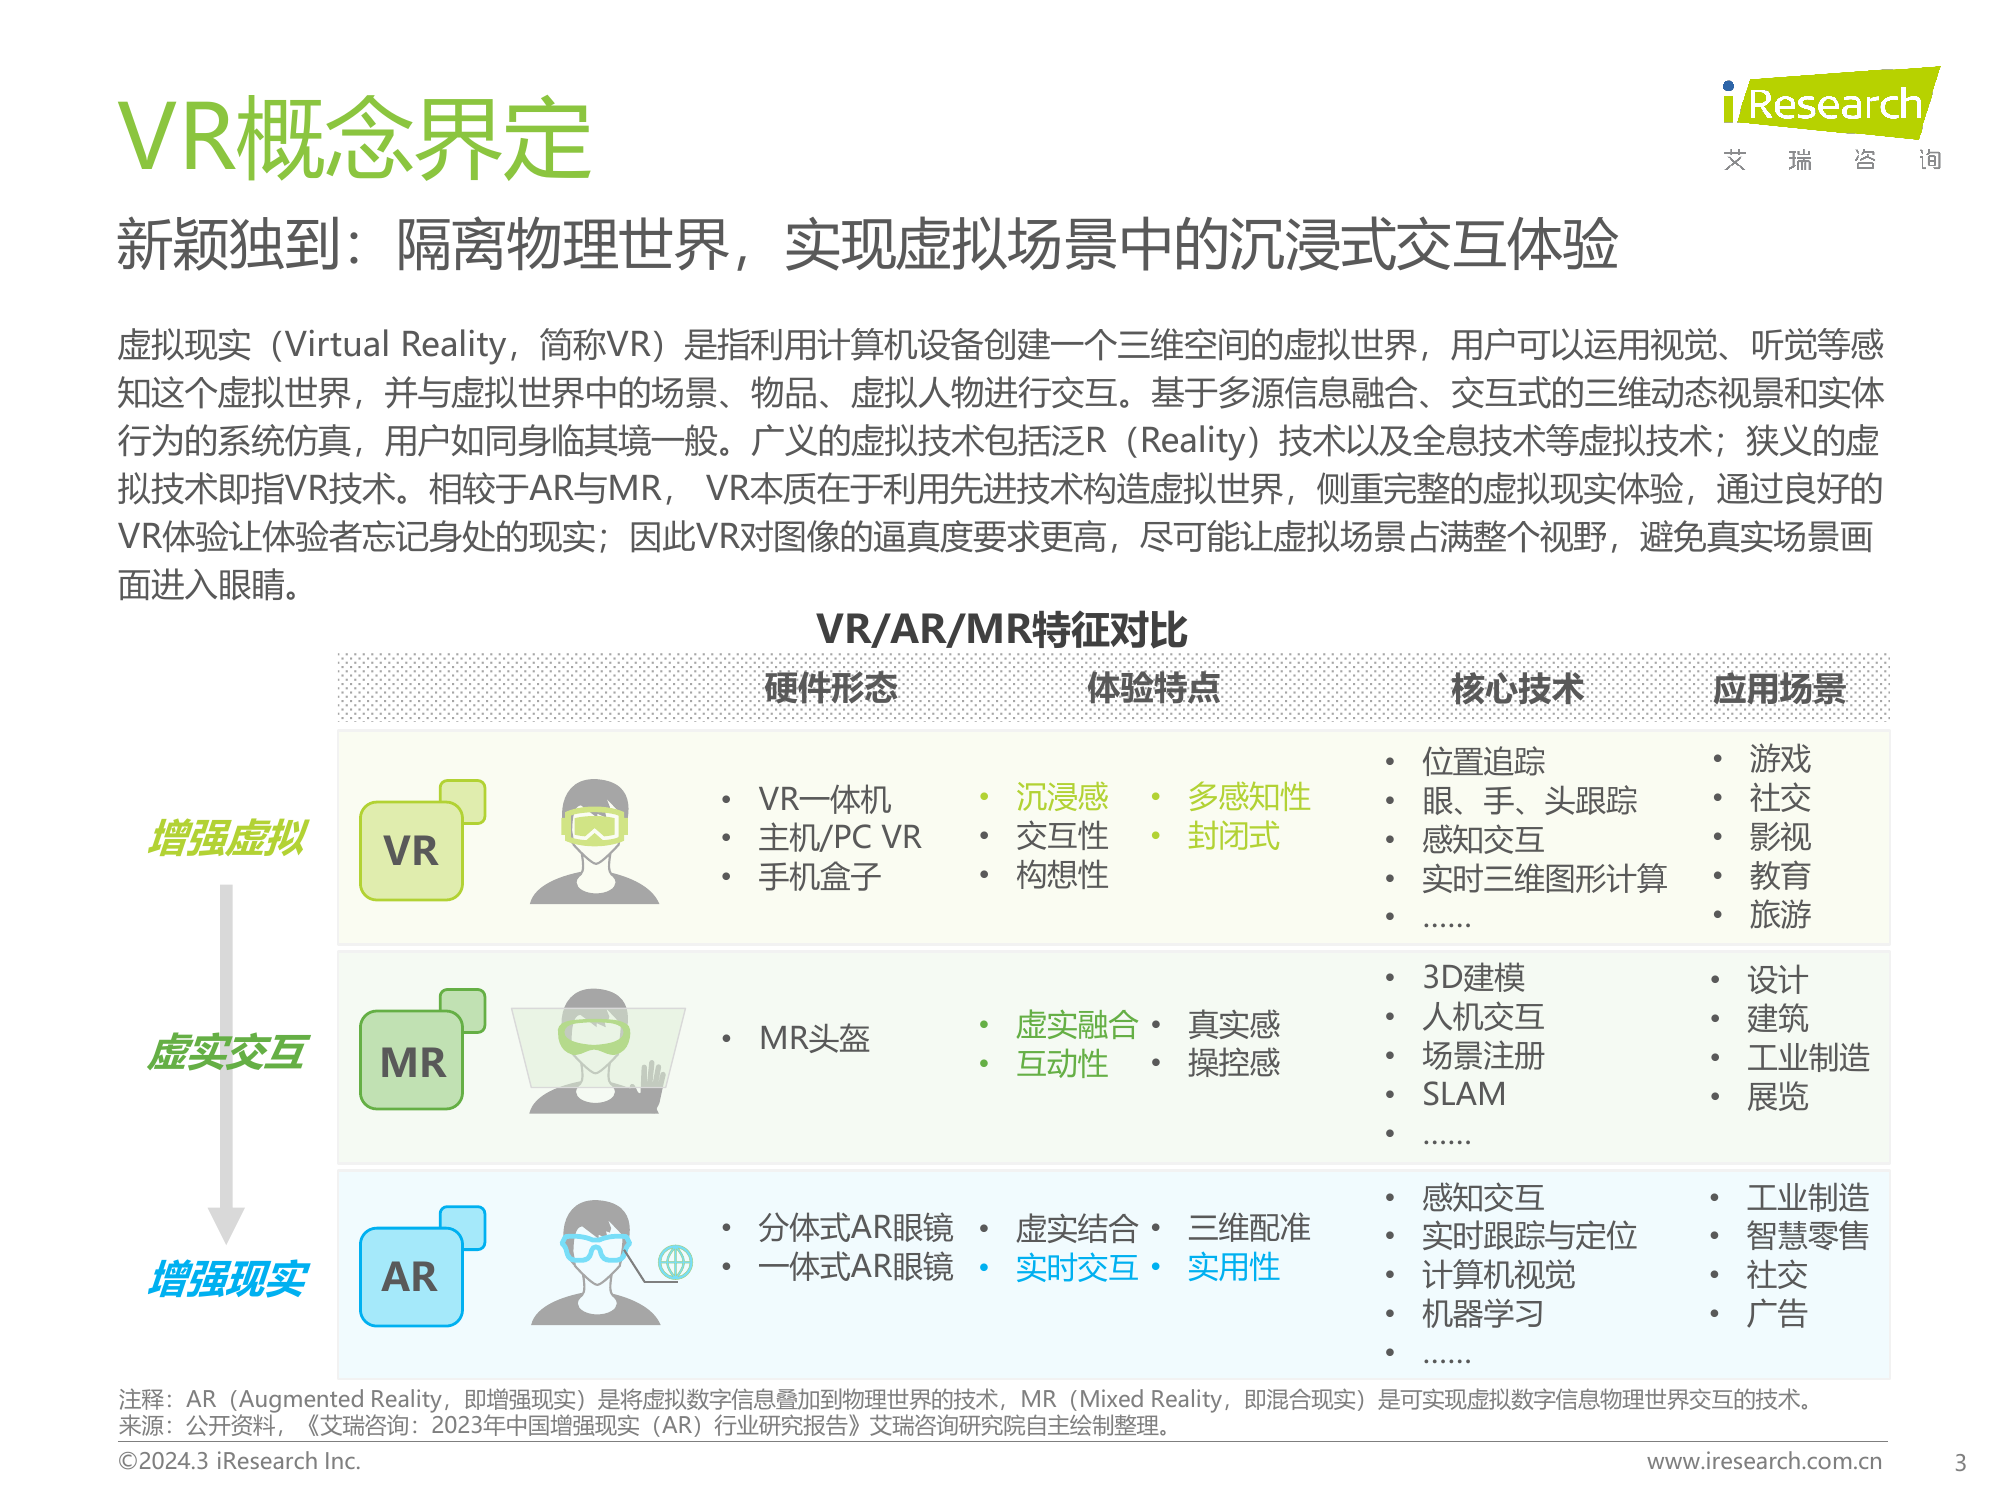 VR概念界定
iResearch
艾瑞咨询
新颖独到：隔离物理世界，实现虚拟场景中的沉浸式交互体验
虚拟现实（Virtual Reality，简称VR）是指利用计算机设备创建一个三维空间的虚拟世界，用户可以运用视觉、听觉等感
知这个虚拟世界，并与虚拟世界中的场景、物品、虚拟人物进行交互。基于多源信息融合、交互式的三维动态视景和实体
行为的系统仿真，用户如同身临其境一般。广义的虚拟技术包括泛R（Reality）技术以及全息技术等虚拟技术；狭义的虚
拟技术即指VR技术。相较于AR与MR， VR本质在于利用先进技术构造虚拟世界，侧重完整的虚拟现实体验，通过良好的
VR体验让体验者忘记身处的现实；因此VR对图像的逼真度要求更高，尽可能让虚拟场景占满整个视野，避免真实场景画
面进入眼睛。
VR/AR/MR特征对比
硬件形态 体验特点 核心技术 应用场景
增强虚拟
VR
• VR一体机
• 主机/PC VR
• 手机盒子
• 沉浸感
• 交互性
• 构想性
• 多感知性
• 封闭式
• 位置追踪
• 眼、手、头跟踪
• 感知交互
• 实时三维图形计算
• ……
• 游戏
• 社交
• 影视
• 教育
• 旅游
虚实交互
MR
• MR头盔
• 虚实融合
• 互动性
• 真实感
• 操控感
• 3D建模
• 人机交互
• 场景注册
• SLAM
• ……
• 设计
• 建筑
• 工业制造
• 展览
增强现实
AR
• 分体式AR眼镜
• 一体式AR眼镜
• 虚实结合
• 实时交互
• 三维配准
• 实用性
• 感知交互
• 实时跟踪与定位
• 计算机视觉
• 机器学习
• ……
• 工业制造
• 智慧零售
• 社交
• 广告
注释：AR（Augmented Reality，即增强现实）是将虚拟数字信息叠加到物理世界的技术，MR（Mixed Reality，即混合现实）是可实现虚拟数字信息物理世界交互的技术。
来源：公开资料，《艾瑞咨询：2023年中国增强现实（AR）行业研究报告》艾瑞咨询研究院自主绘制整理。
©2024.3 iResearch Inc.
www.iresearch.com.cn
3